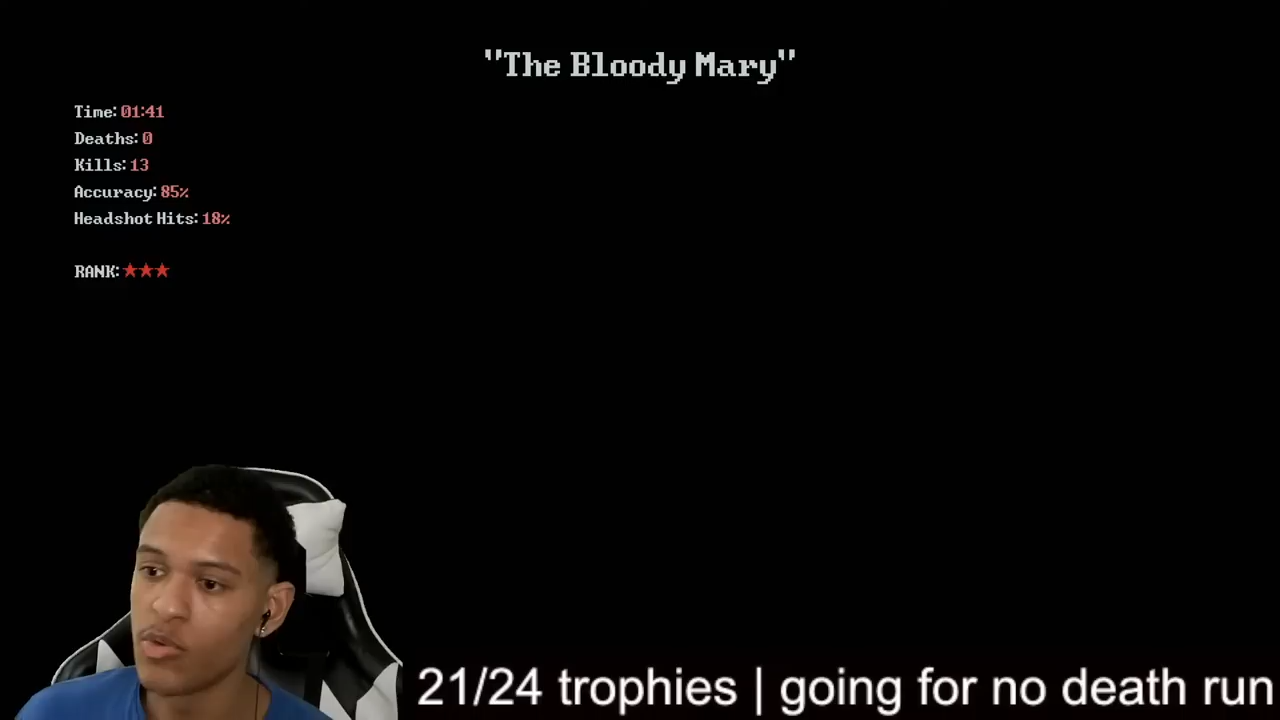 "The Bloody Mary"
Time: 01:41
Deaths: 0
Kills: 13
Accuracy: 85%
Headshot Hits: 18%
RANK: ★★★
21/24 trophies | going for no death run